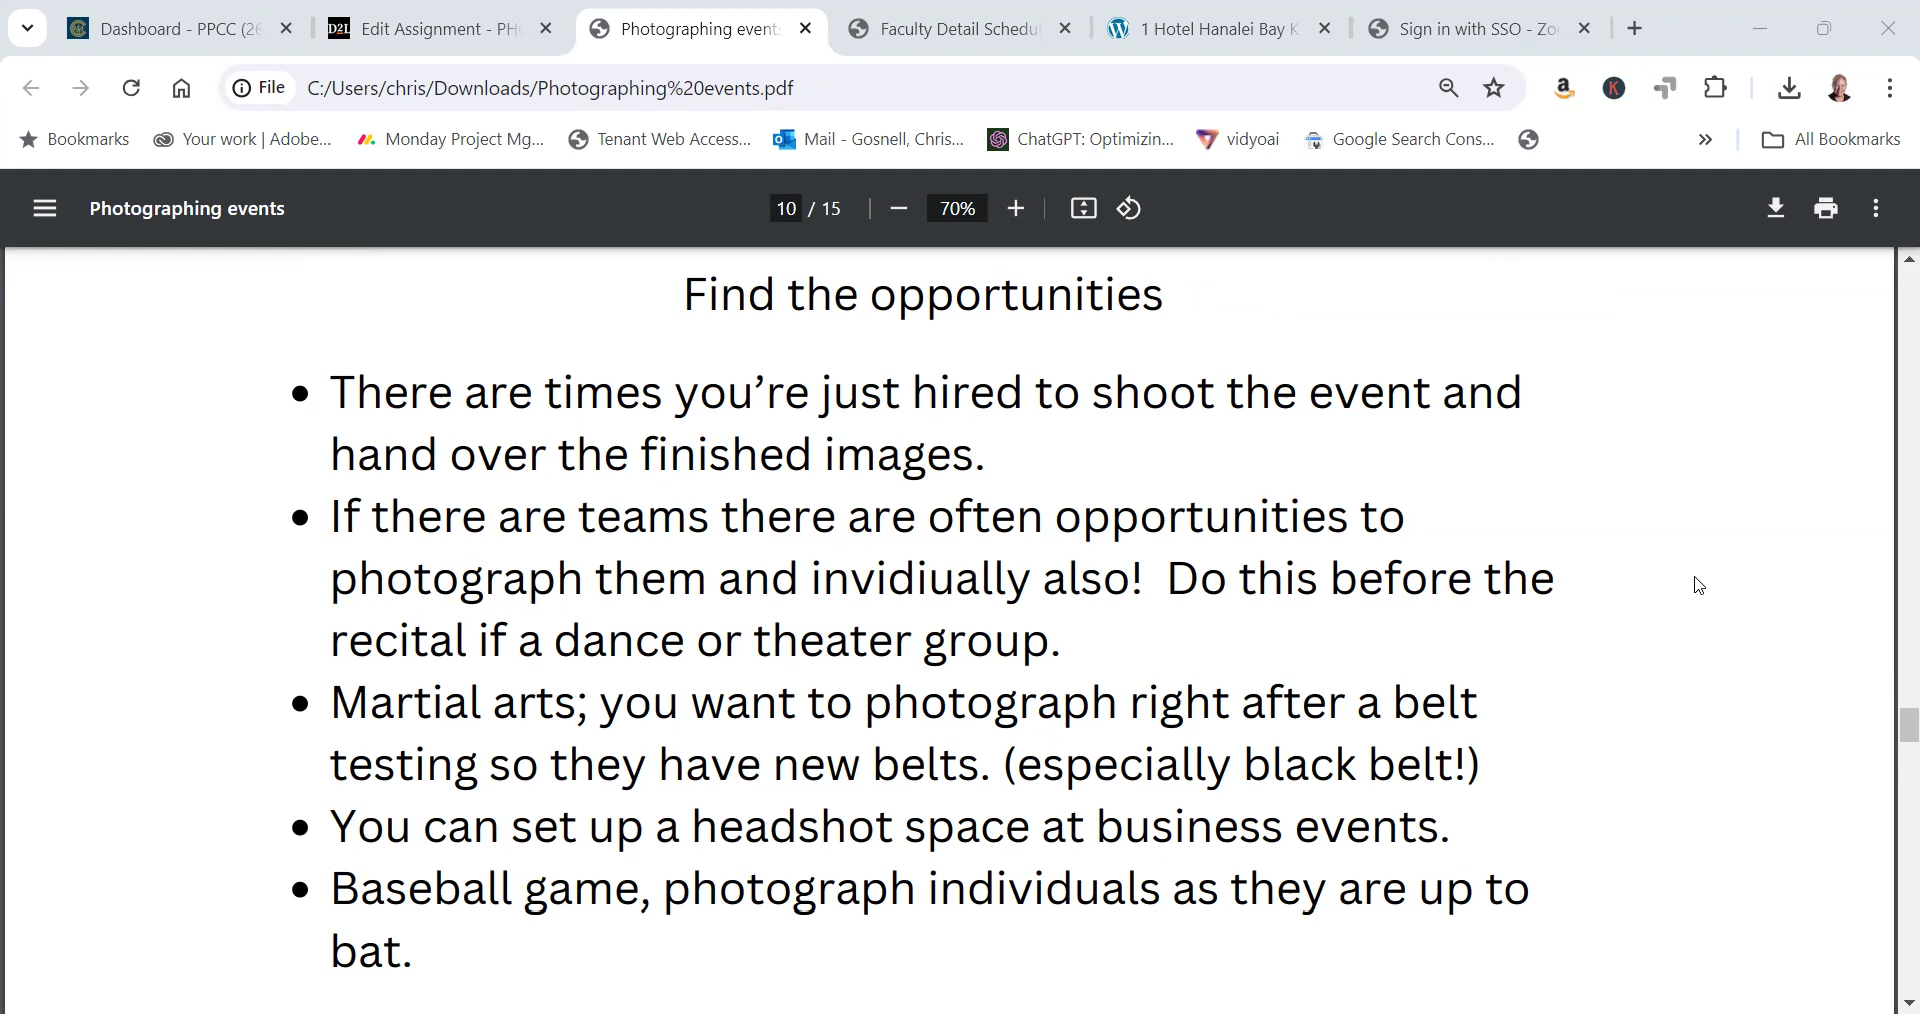 Dashboard - PPCC (26
Edit Assignment - PH
Photographing event
Faculty Detail Schedul
1 Hotel Hanalei Bay K
Sign in with SSO - Zo
File
C:/Users/chris/Downloads/Photographing%20events.pdf
Bookmarks
Your work | Adobe...
Monday Project Mg...
Tenant Web Access...
Mail - Gosnell, Chris...
ChatGPT: Optimizin...
vidyoai
Google Search Cons...
All Bookmarks
Photographing events
10 / 15
70%
Find the opportunities
• There are times you’re just hired to shoot the event and
hand over the finished images.
• If there are teams there are often opportunities to
photograph them and invidiually also!  Do this before the
recital if a dance or theater group.
• Martial arts; you want to photograph right after a belt
testing so they have new belts. (especially black belt!)
• You can set up a headshot space at business events.
• Baseball game, photograph individuals as they are up to
bat.